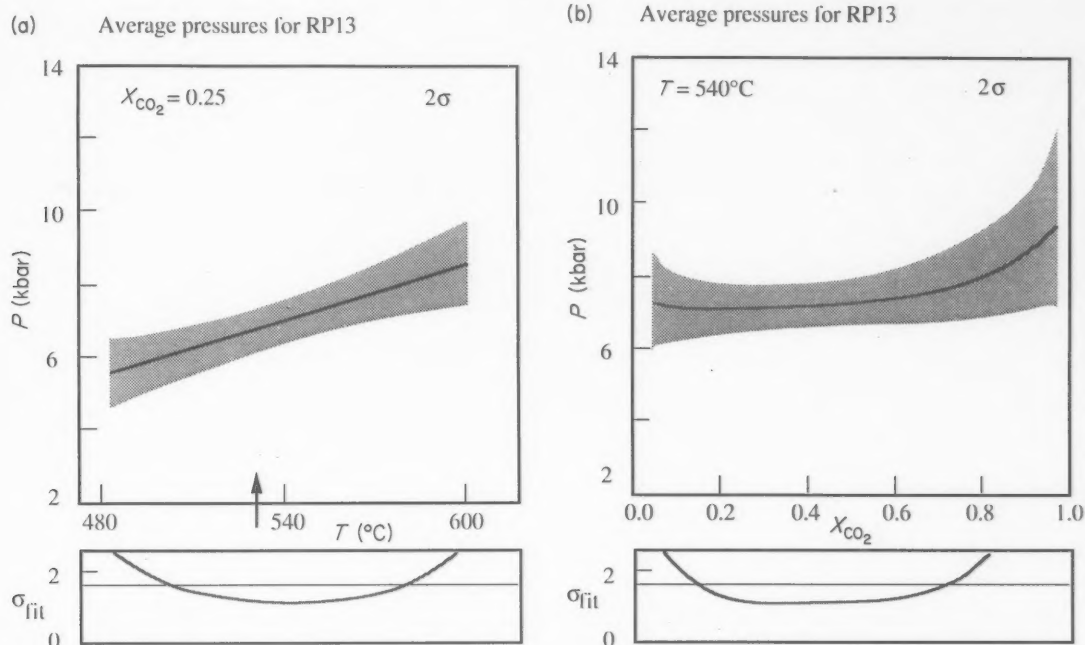 (a) Average pressures for RP13
14
X_CO₂ = 0.25 2σ
10
P (kbar)
6
2
480 540 600
T (°C)
2
σ_fit
0
(b) Average pressures for RP13
14
T = 540°C 2σ
10
P (kbar)
6
2
0.0 0.2 0.4 0.6 0.8 1.0
X_CO₂
2
σ_fit
0